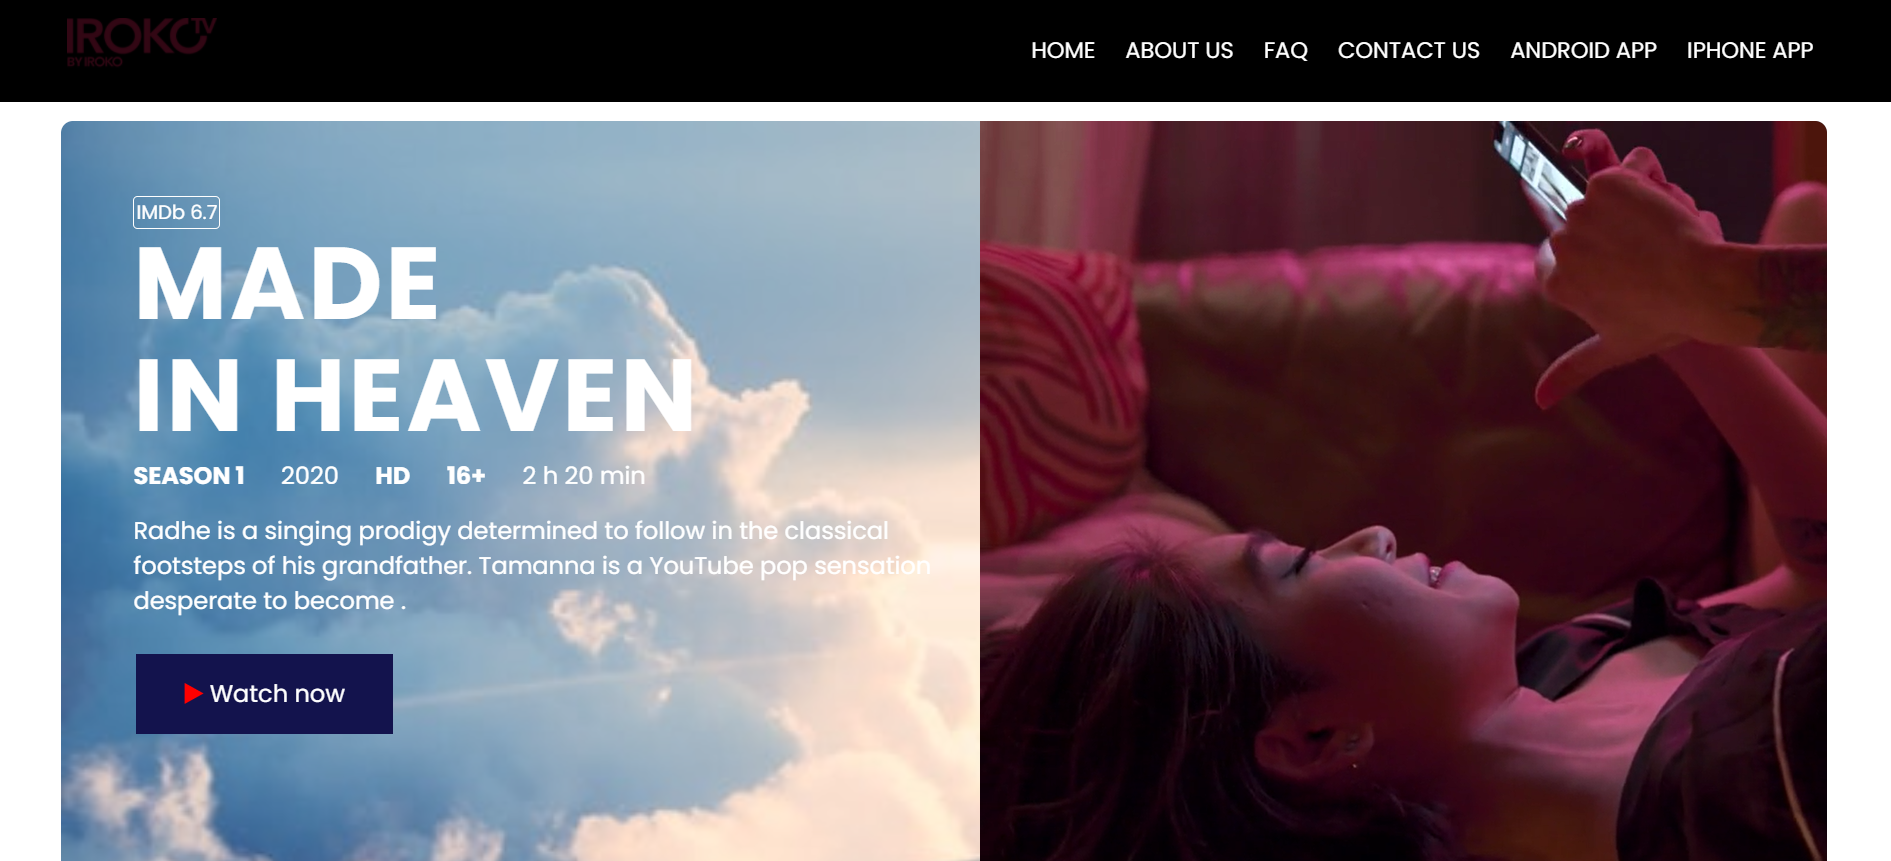 IROKOTV
BY IROKO
HOME ABOUT US FAQ CONTACT US ANDROID APP IPHONE APP
IMDb 6.7
MADE
IN HEAVEN
SEASON 1 2020 HD 16+ 2 h 20 min
Radhe is a singing prodigy determined to follow in the classical
footsteps of his grandfather. Tamanna is a YouTube pop sensation
desperate to become .
Watch now